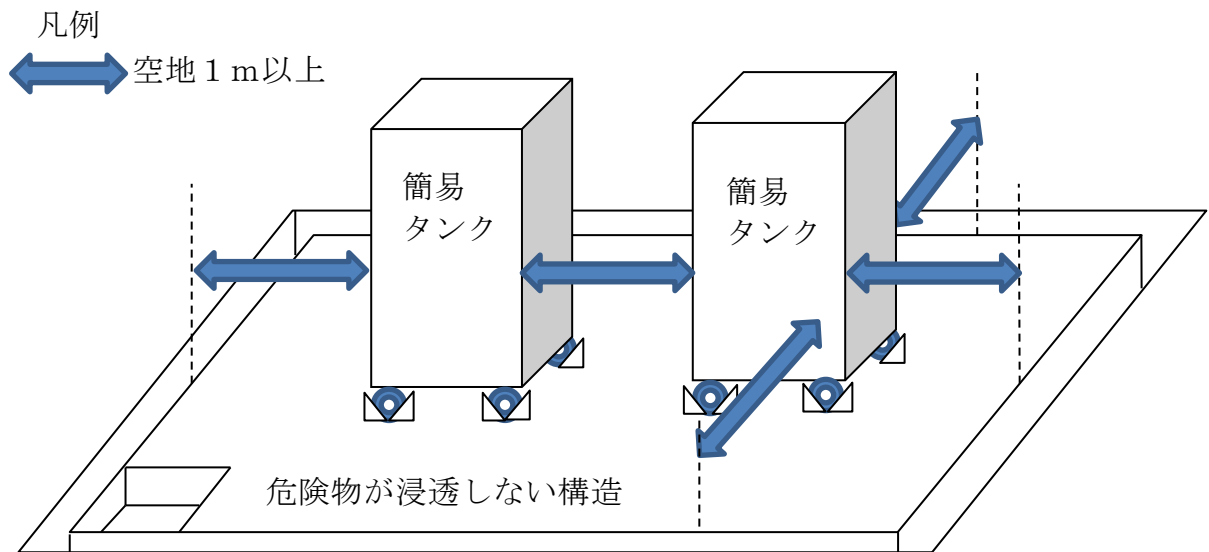 凡例
空地１ｍ以上
簡易
タンク
簡易
タンク
危険物が浸透しない構造